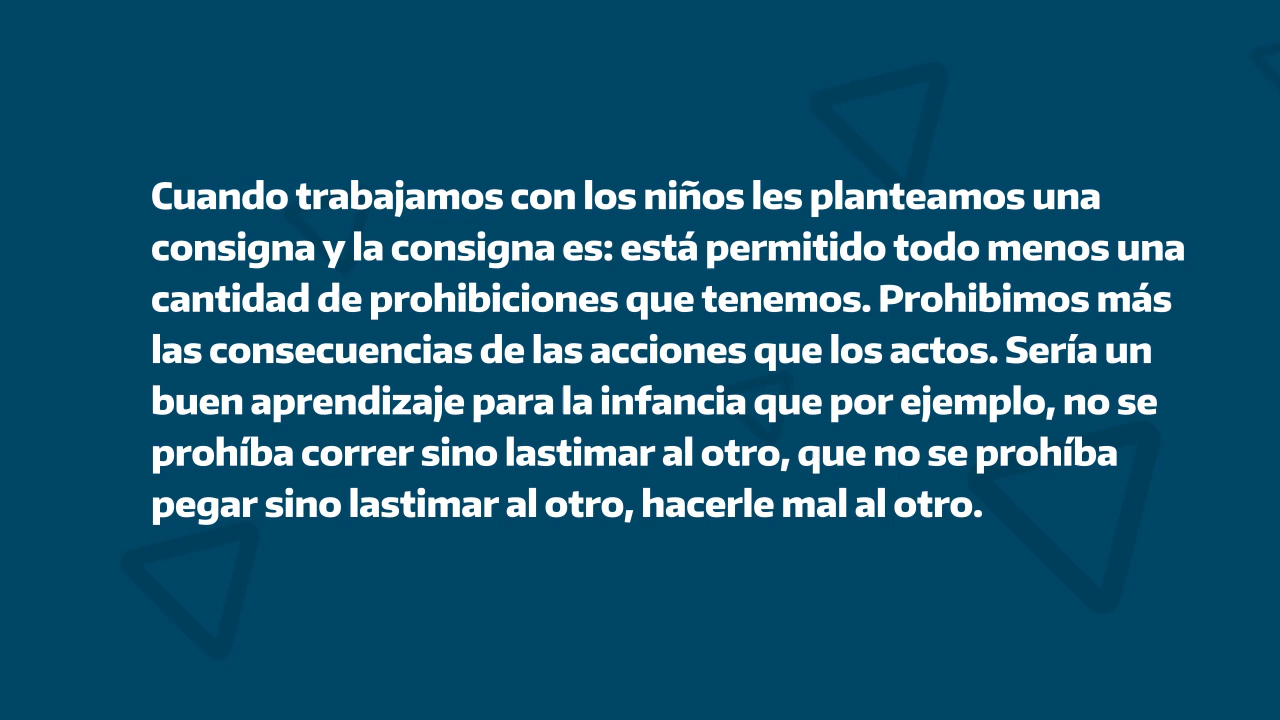 Cuando trabajamos con los niños les planteamos una
consigna y la consigna es: está permitido todo menos una
cantidad de prohibiciones que tenemos. Prohibimos más
las consecuencias de las acciones que los actos. Sería un
buen aprendizaje para la infancia que por ejemplo, no se
prohíba correr sino lastimar al otro, que no se prohíba
pegar sino lastimar al otro, hacerle mal al otro.